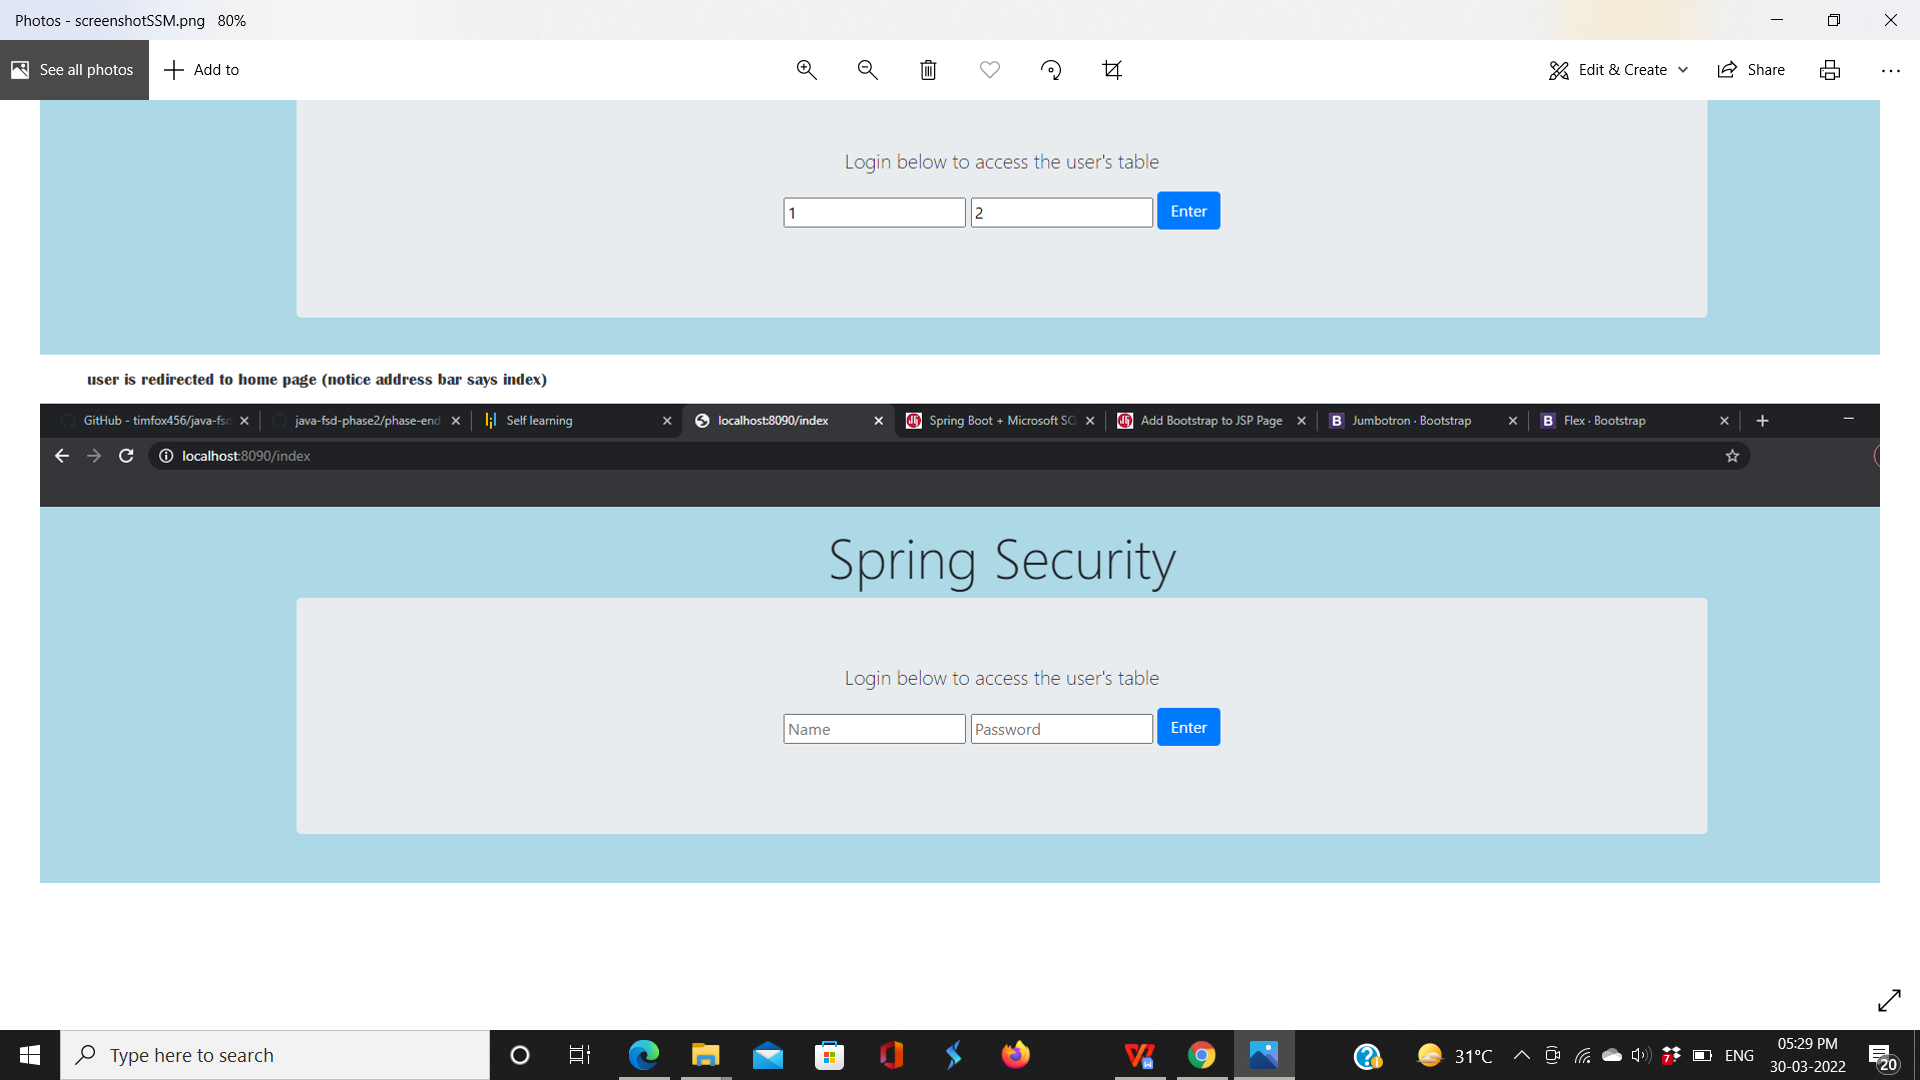 Photos - screenshotSSM.png 80%
See all photos
Add to
Edit & Create
Share
Login below to access the user's table
1
2
Enter
user is redirected to home page (notice address bar says index)
GitHub - timfox456/java-fsd
java-fsd-phase2/phase-end
Self learning
localhost:8090/index
Spring Boot + Microsoft SQ
Add Bootstrap to JSP Page
Jumbotron · Bootstrap
Flex · Bootstrap
localhost:8090/index
Spring Security
Login below to access the user's table
Name
Password
Enter
Type here to search
31°C
7
ENG
05:29 PM
30-03-2022
20